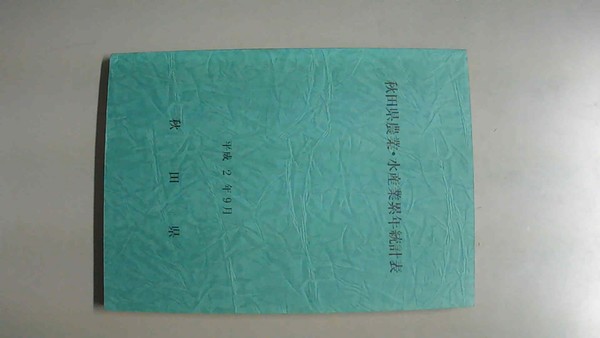 秋田県農業・水産業累年統計表
平成2年9月
秋田県